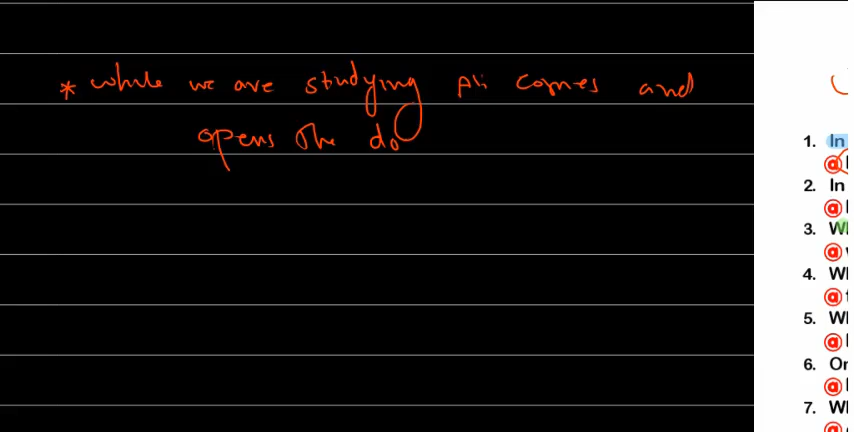 * while we are studying Ali comes and
opens the do
1. In
a
2. In
a
3. Wh
a
4. Wh
a
5. Wh
a
6. On
a
7. Wh
a